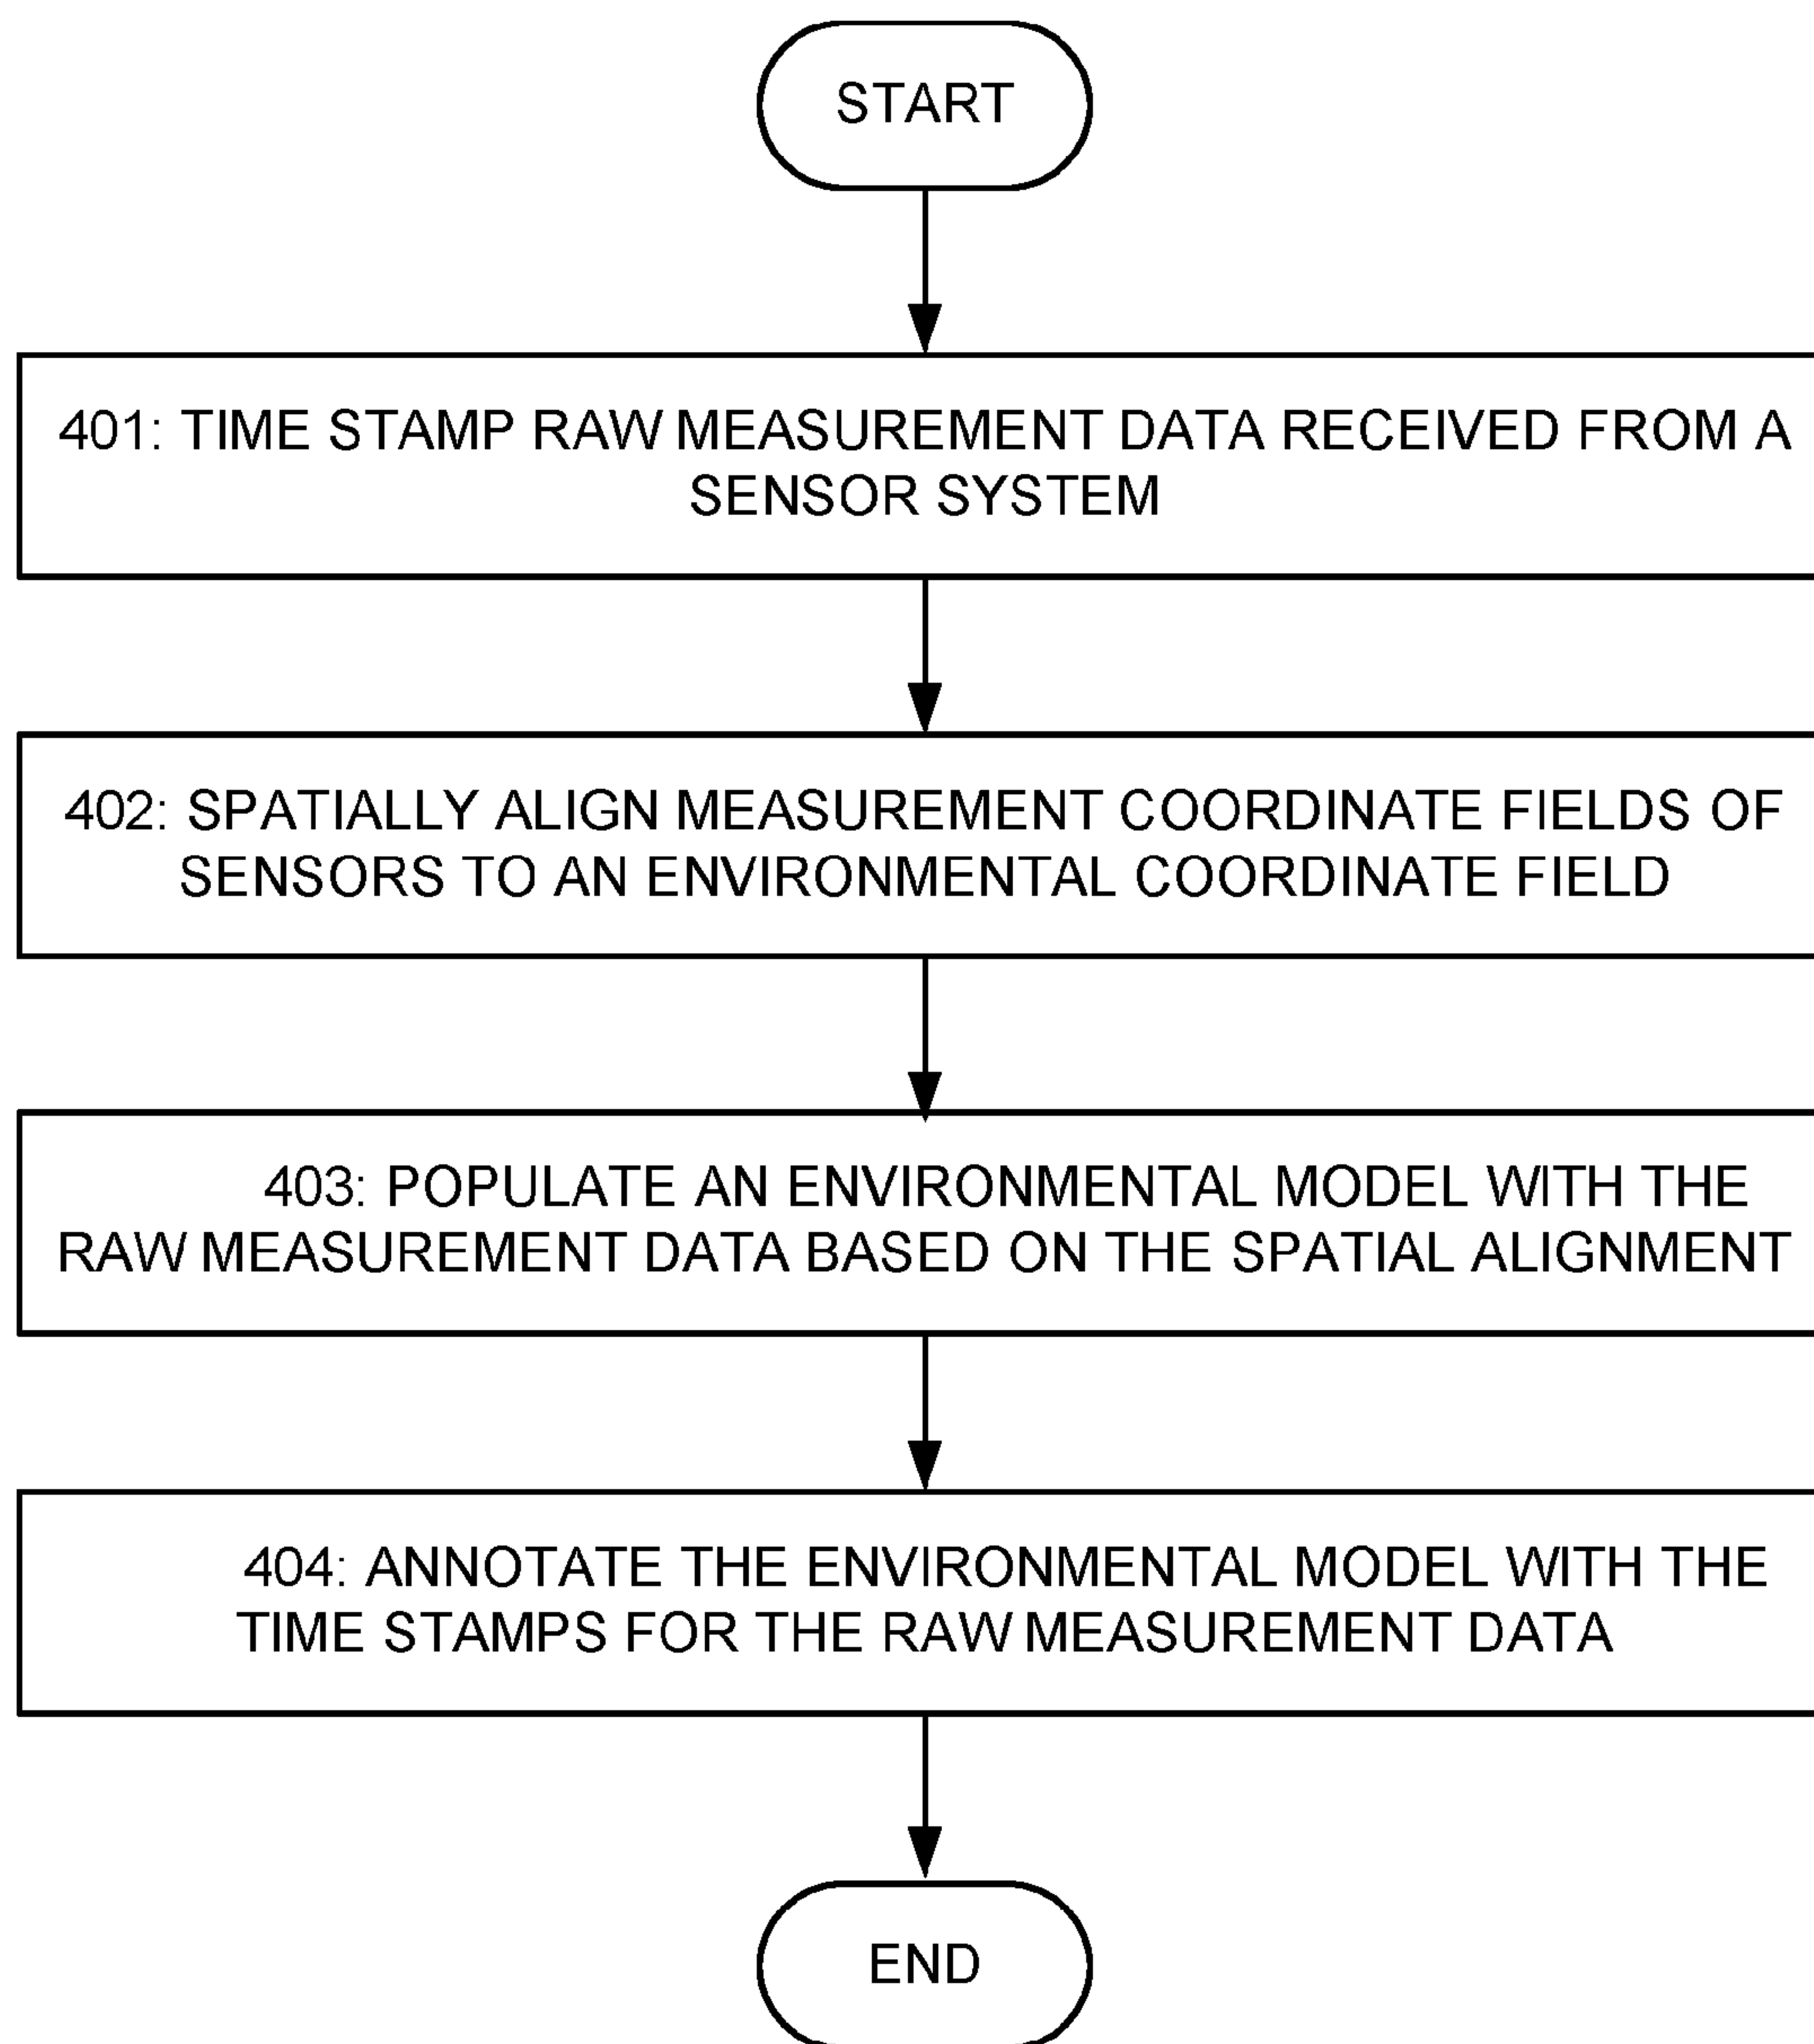 START
401: TIME STAMP RAW MEASUREMENT DATA RECEIVED FROM A
SENSOR SYSTEM
402: SPATIALLY ALIGN MEASUREMENT COORDINATE FIELDS OF
SENSORS TO AN ENVIRONMENTAL COORDINATE FIELD
403: POPULATE AN ENVIRONMENTAL MODEL WITH THE
RAW MEASUREMENT DATA BASED ON THE SPATIAL ALIGNMENT
404: ANNOTATE THE ENVIRONMENTAL MODEL WITH THE
TIME STAMPS FOR THE RAW MEASUREMENT DATA
END